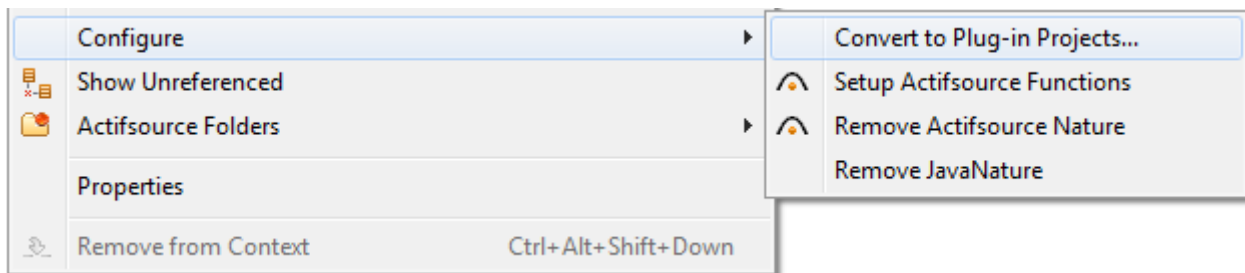 Configure
Show Unreferenced
Actifsource Folders
Properties
Remove from Context Ctrl+Alt+Shift+Down
Convert to Plug-in Projects...
Setup Actifsource Functions
Remove Actifsource Nature
Remove JavaNature